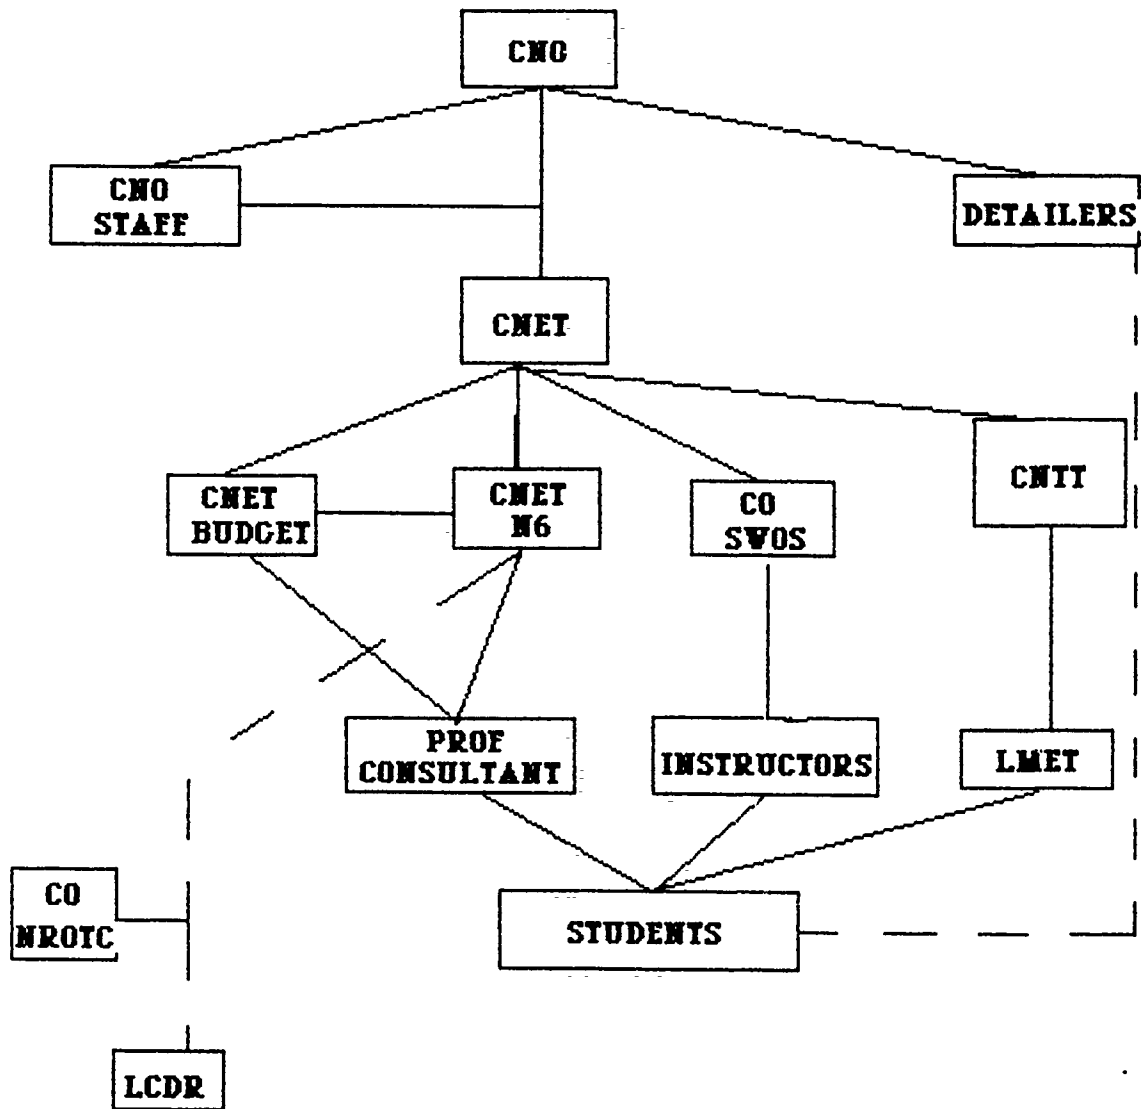 CNO
CNO
STAFF
DETAILERS
CNET
CNET
BUDGET
CNET
N6
CO
SWOS
CNTT
PROF
CONSULTANT
INSTRUCTORS
LMET
CO
NROTC
STUDENTS
LCDR